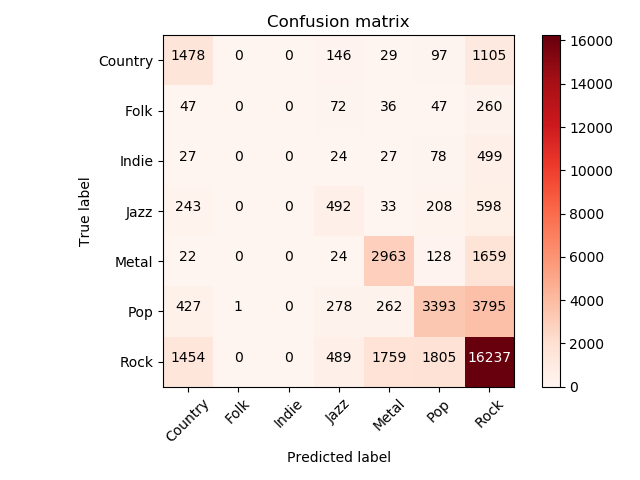 Confusion matrix
True label
Country 1478 0 0 146 29 97 1105
Folk 47 0 0 72 36 47 260
Indie 27 0 0 24 27 78 499
Jazz 243 0 0 492 33 208 598
Metal 22 0 0 24 2963 128 1659
Pop 427 1 0 278 262 3393 3795
Rock 1454 0 0 489 1759 1805 16237
Country Folk Indie Jazz Metal Pop Rock
Predicted label
16000
14000
12000
10000
8000
6000
4000
2000
0